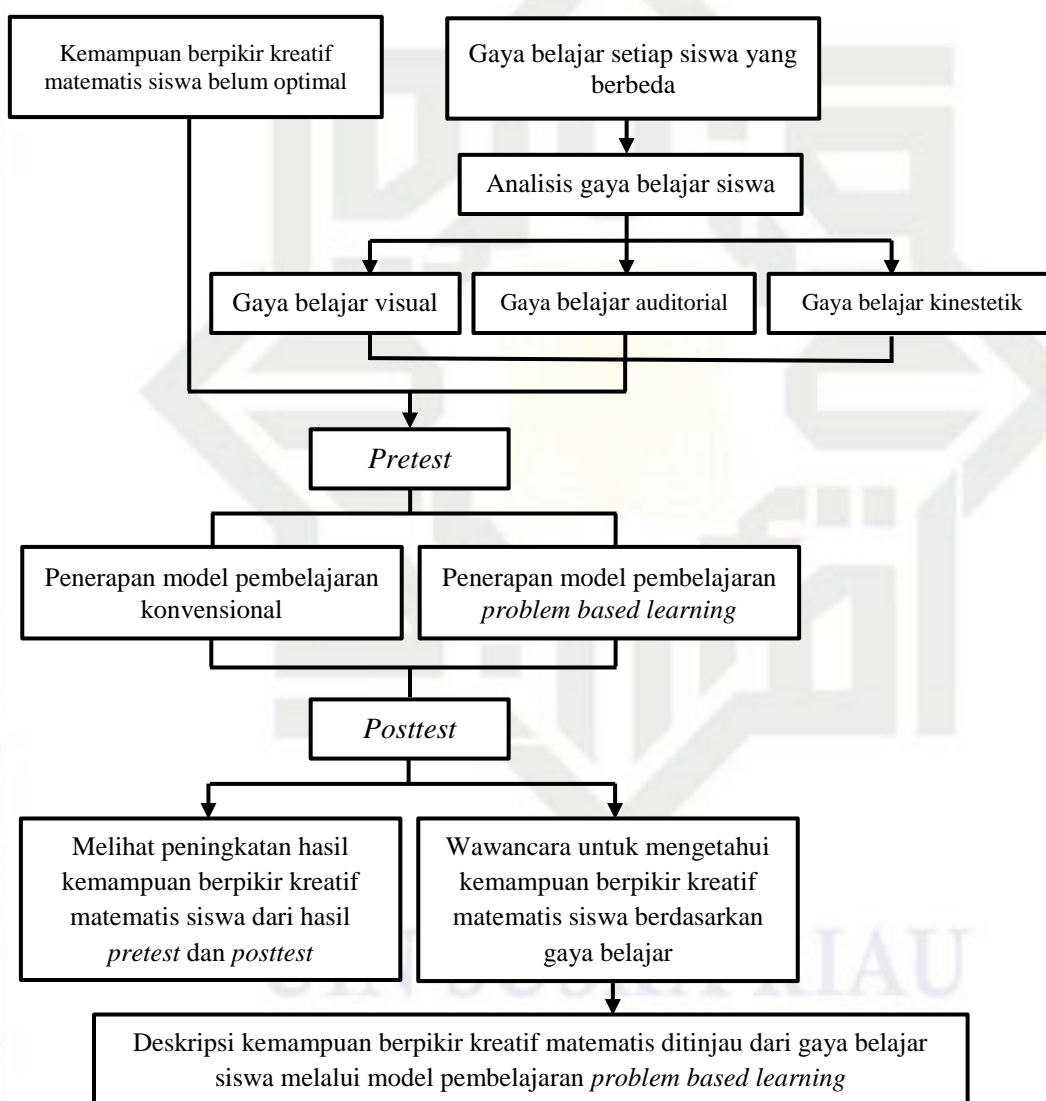 Kemampuan berpikir kreatif
matematis siswa belum optimal
Gaya belajar setiap siswa yang
berbeda
Analisis gaya belajar siswa
Gaya belajar visual
Gaya belajar auditorial
Gaya belajar kinestetik
Pretest
Penerapan model pembelajaran
konvensional
Penerapan model pembelajaran
problem based learning
Posttest
Melihat peningkatan hasil
kemampuan berpikir kreatif
matematis siswa dari hasil
pretest dan posttest
Wawancara untuk mengetahui
kemampuan berpikir kreatif
matematis siswa berdasarkan
gaya belajar
UIN SUSKA RIAU
Deskripsi kemampuan berpikir kreatif matematis ditinjau dari gaya belajar
siswa melalui model pembelajaran problem based learning